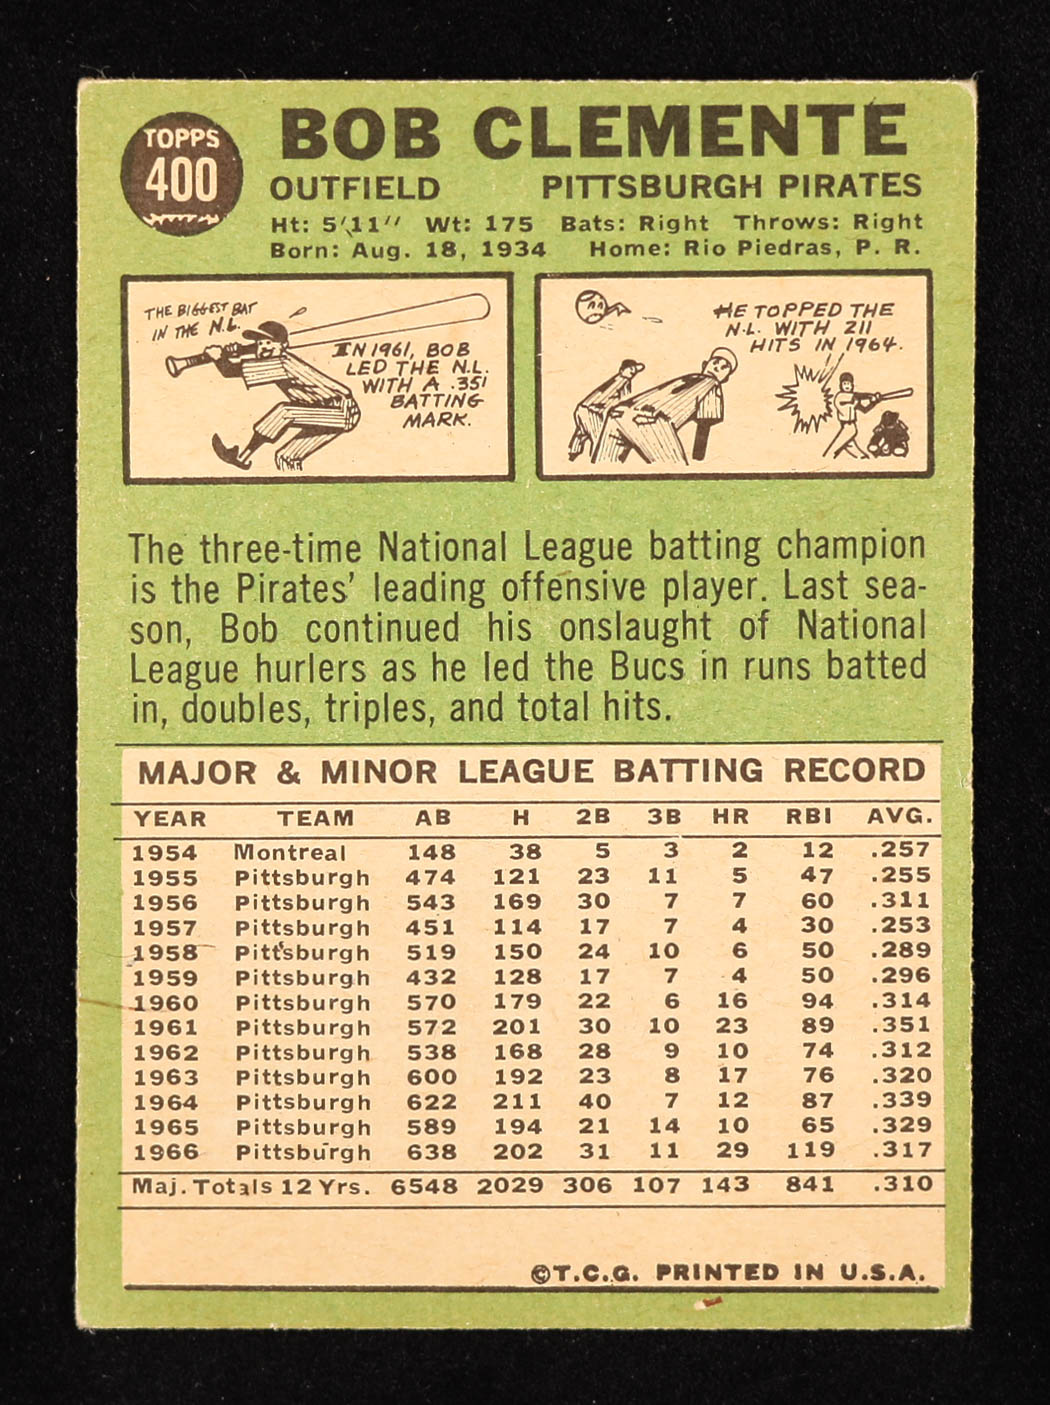 TOPPS
400
BOB CLEMENTE
OUTFIELD PITTSBURGH PIRATES
Ht: 5'11" Wt: 175 Bats: Right Throws: Right
Born: Aug. 18, 1934 Home: Rio Piedras, P. R.
THE BIGGEST BAT
IN THE N.L.
IN 1961, BOB
LED THE N.L.
WITH A .351
BATTING
MARK.
HE TOPPED THE
N.L. WITH 211
HITS IN 1964.
The three-time National League batting champion
is the Pirates' leading offensive player. Last sea-
son, Bob continued his onslaught of National
League hurlers as he led the Bucs in runs batted
in, doubles, triples, and total hits.
MAJOR & MINOR LEAGUE BATTING RECORD
YEAR TEAM AB H 2B 3B HR RBI AVG.
1954 Montreal 148 38 5 3 2 12 .257
1955 Pittsburgh 474 121 23 11 5 47 .255
1956 Pittsburgh 543 169 30 7 7 60 .311
1957 Pittsburgh 451 114 17 7 4 30 .253
1958 Pittsburgh 519 150 24 10 6 50 .289
1959 Pittsburgh 432 128 17 7 4 50 .296
1960 Pittsburgh 570 179 22 6 16 94 .314
1961 Pittsburgh 572 201 30 10 23 89 .351
1962 Pittsburgh 538 168 28 9 10 74 .312
1963 Pittsburgh 600 192 23 8 17 76 .320
1964 Pittsburgh 622 211 40 7 12 87 .339
1965 Pittsburgh 589 194 21 14 10 65 .329
1966 Pittsburgh 638 202 31 11 29 119 .317
Maj. Totals 12 Yrs. 6548 2029 306 107 143 841 .310
©T.C.G. PRINTED IN U.S.A.